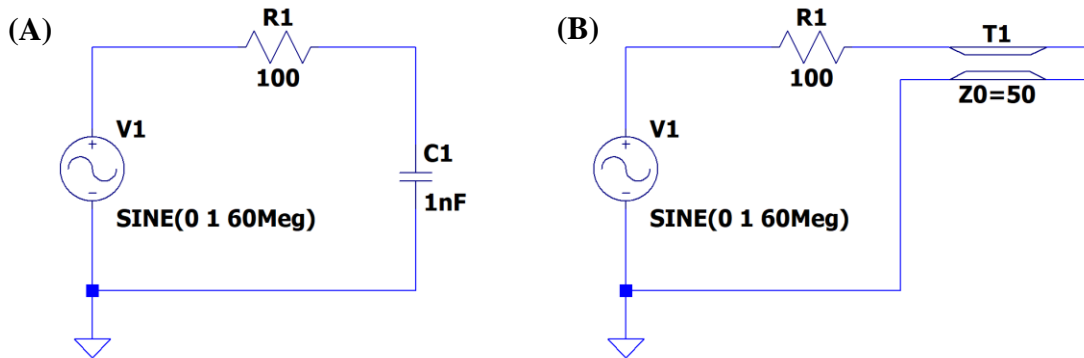 (A)
R1
100
V1
C1
1nF
SINE(0 1 60Meg)
(B)
R1
100
T1
Z0=50
V1
SINE(0 1 60Meg)